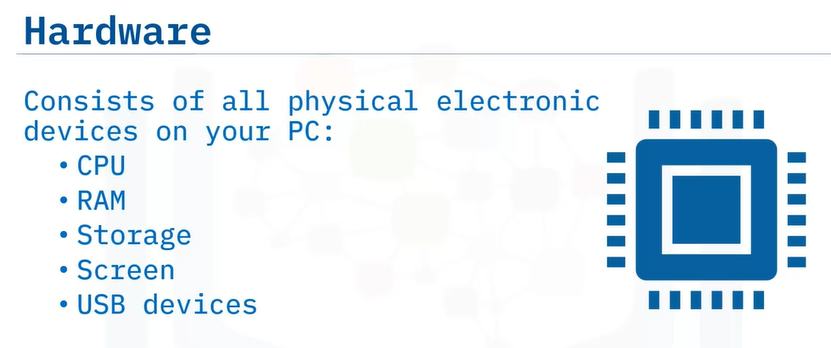 Hardware
Consists of all physical electronic
devices on your PC:
• CPU
• RAM
• Storage
• Screen
• USB devices